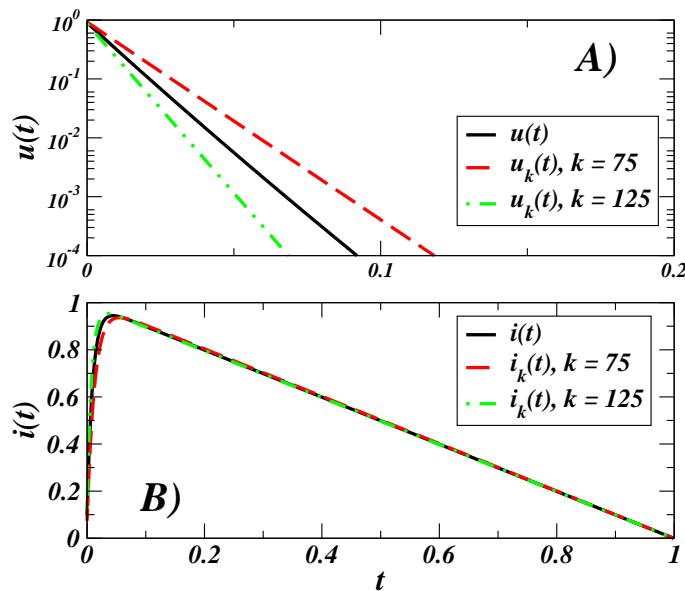 10^0
A)
10^-1
u(t)
10^-2
u(t)
u_k(t), k = 75
u_k(t), k = 125
10^-3
10^-4
0 0.1 0.2
1
i(t)
i_k(t), k = 75
i_k(t), k = 125
0.8
0.6
i(t)
0.4
0.2
B)
0
0 0.2 0.4 0.6 0.8 1
t